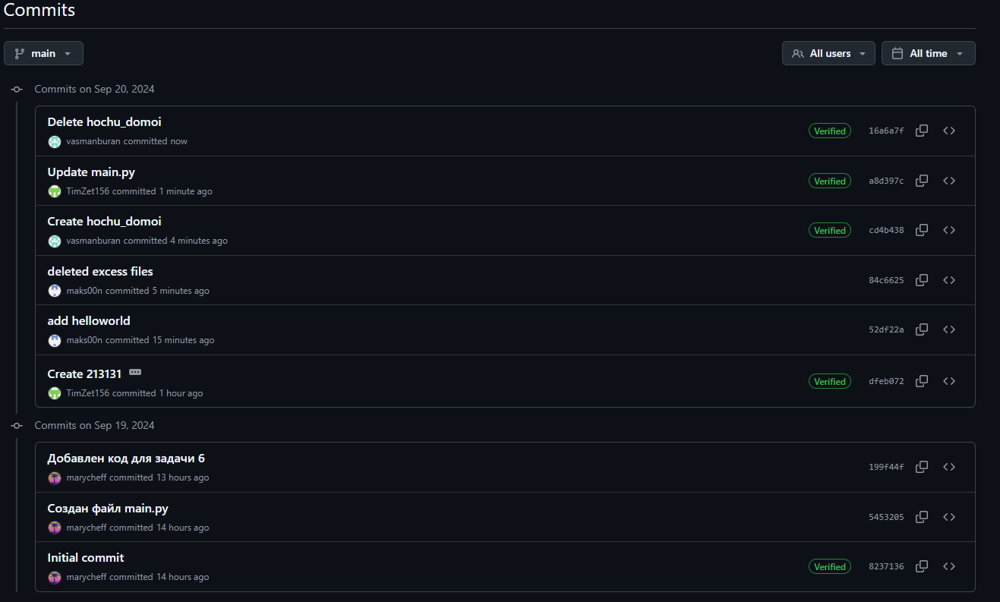 Commits
main
All users
All time
Commits on Sep 20, 2024
Delete hochu_domoi
vasmanburan committed now
Verified
16a6a7f
Update main.py
TimZet156 committed 1 minute ago
Verified
a8d397c
Create hochu_domoi
vasmanburan committed 4 minutes ago
Verified
cd4b438
deleted excess files
maks00n committed 5 minutes ago
84c6625
add helloworld
maks00n committed 15 minutes ago
52df22a
Create 213131
TimZet156 committed 1 hour ago
Verified
dfeb072
Commits on Sep 19, 2024
Добавлен код для задачи 6
marycheff committed 13 hours ago
199f44f
Создан файл main.py
marycheff committed 14 hours ago
5453205
Initial commit
marycheff committed 14 hours ago
Verified
8237136